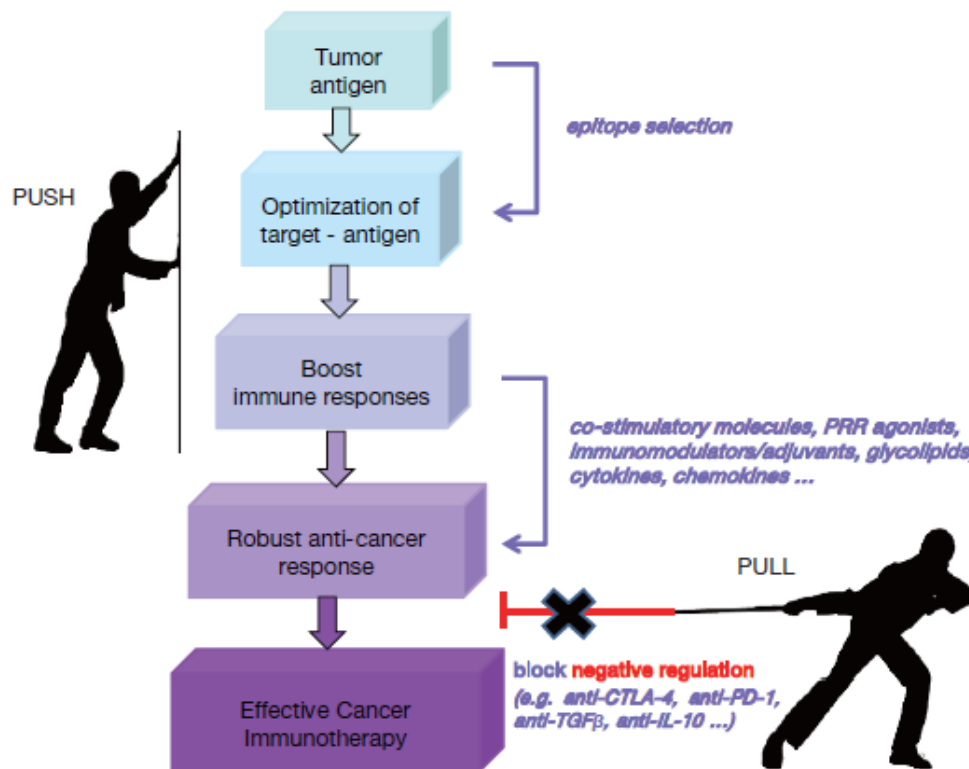 Tumor
antigen
epitope selection
PUSH
Optimization of
target - antigen
Boost
immune responses
co-stimulatory molecules, PRR agonists,
immunomodulators/adjuvants, glycolipids,
cytokines, chemokines ...
Robust anti-cancer
response
PULL
block negative regulation
(e.g. anti-CTLA-4, anti-PD-1,
anti-TGFβ, anti-IL-10 ...)
Effective Cancer
Immunotherapy